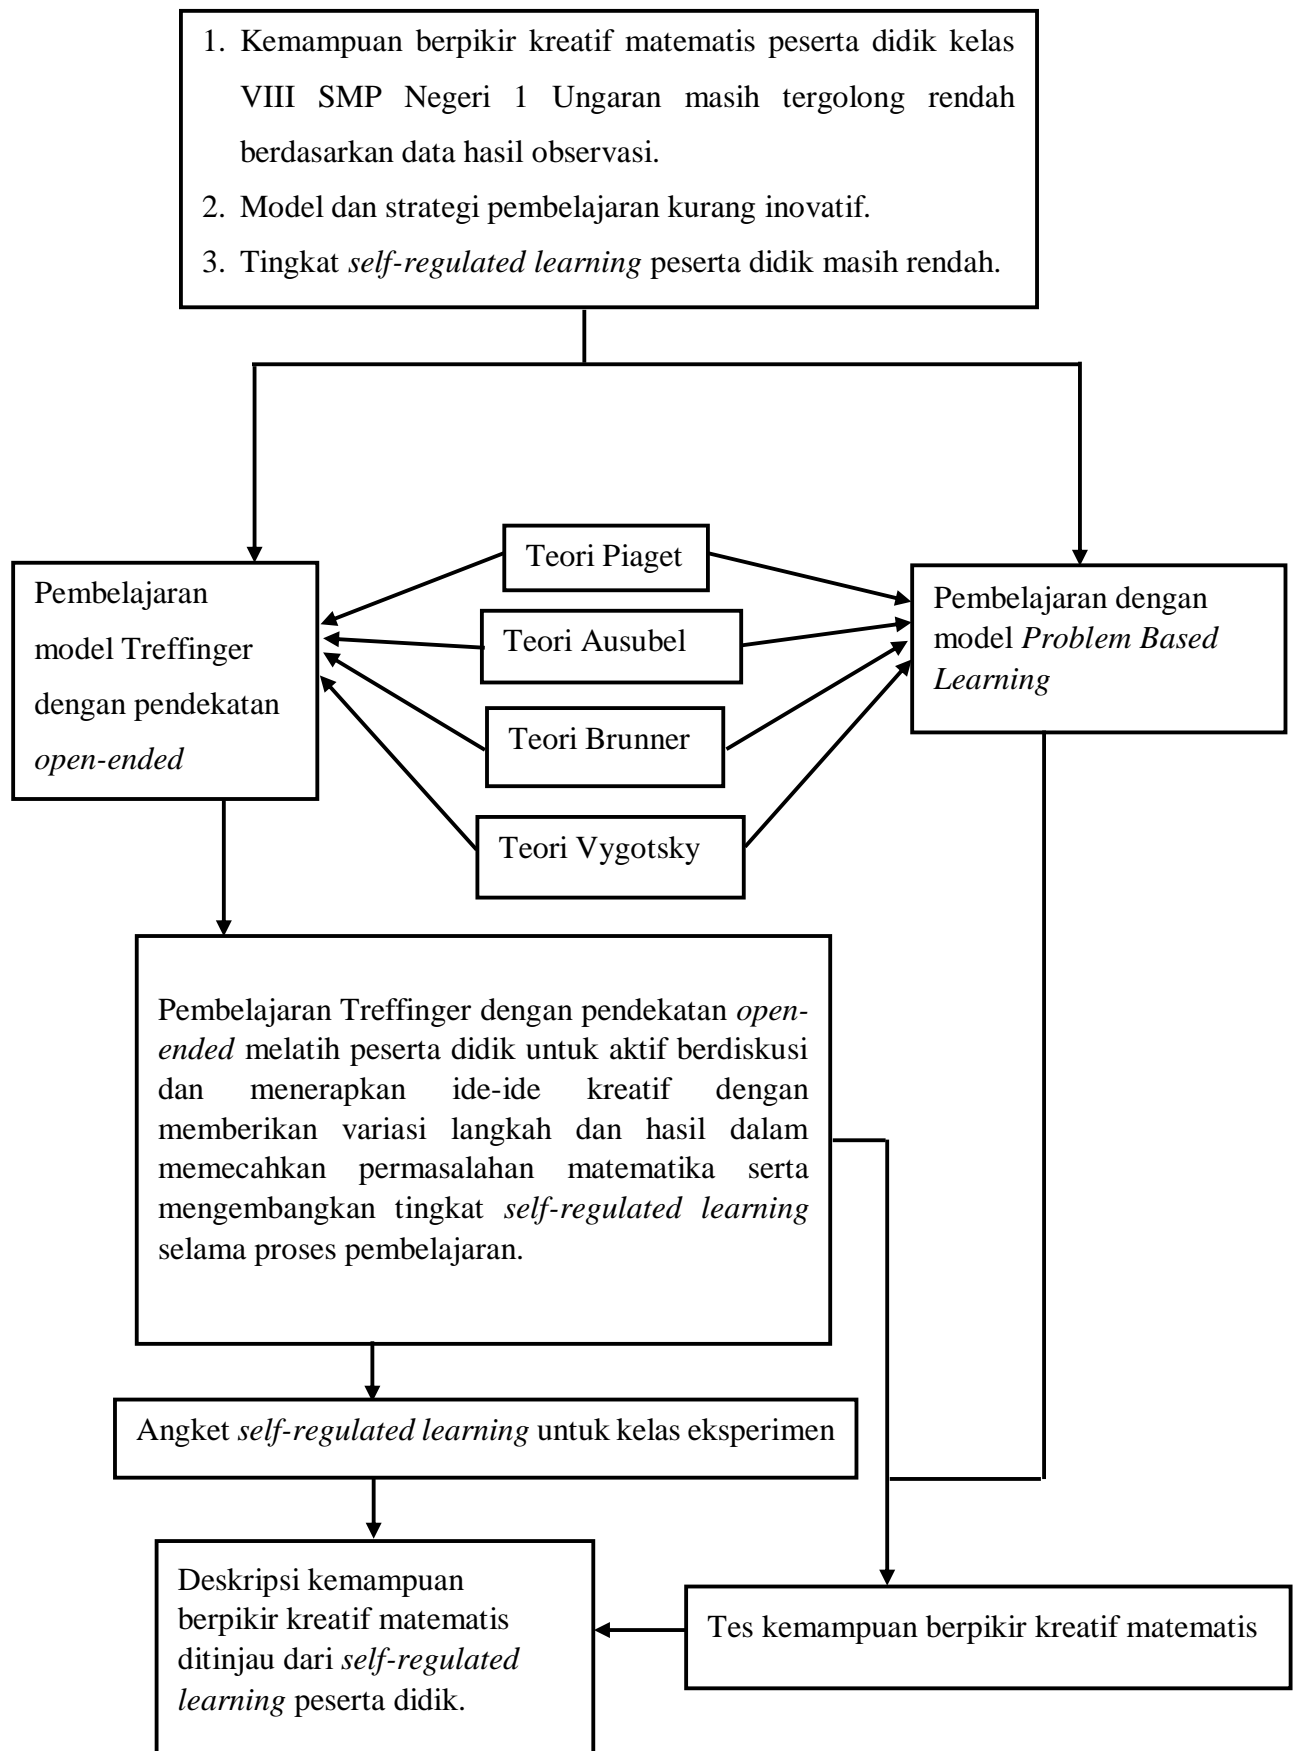 1. Kemampuan berpikir kreatif matematis peserta didik kelas
VIII SMP Negeri 1 Ungaran masih tergolong rendah
berdasarkan data hasil observasi.
2. Model dan strategi pembelajaran kurang inovatif.
3. Tingkat self-regulated learning peserta didik masih rendah.
Pembelajaran
model Treffinger
dengan pendekatan
open-ended
Teori Piaget
Teori Ausubel
Teori Brunner
Teori Vygotsky
Pembelajaran dengan
model Problem Based
Learning
Pembelajaran Treffinger dengan pendekatan open-
ended melatih peserta didik untuk aktif berdiskusi
dan menerapkan ide-ide kreatif dengan
memberikan variasi langkah dan hasil dalam
memecahkan permasalahan matematika serta
mengembangkan tingkat self-regulated learning
selama proses pembelajaran.
Angket self-regulated learning untuk kelas eksperimen
Deskripsi kemampuan
berpikir kreatif matematis
ditinjau dari self-regulated
learning peserta didik.
Tes kemampuan berpikir kreatif matematis